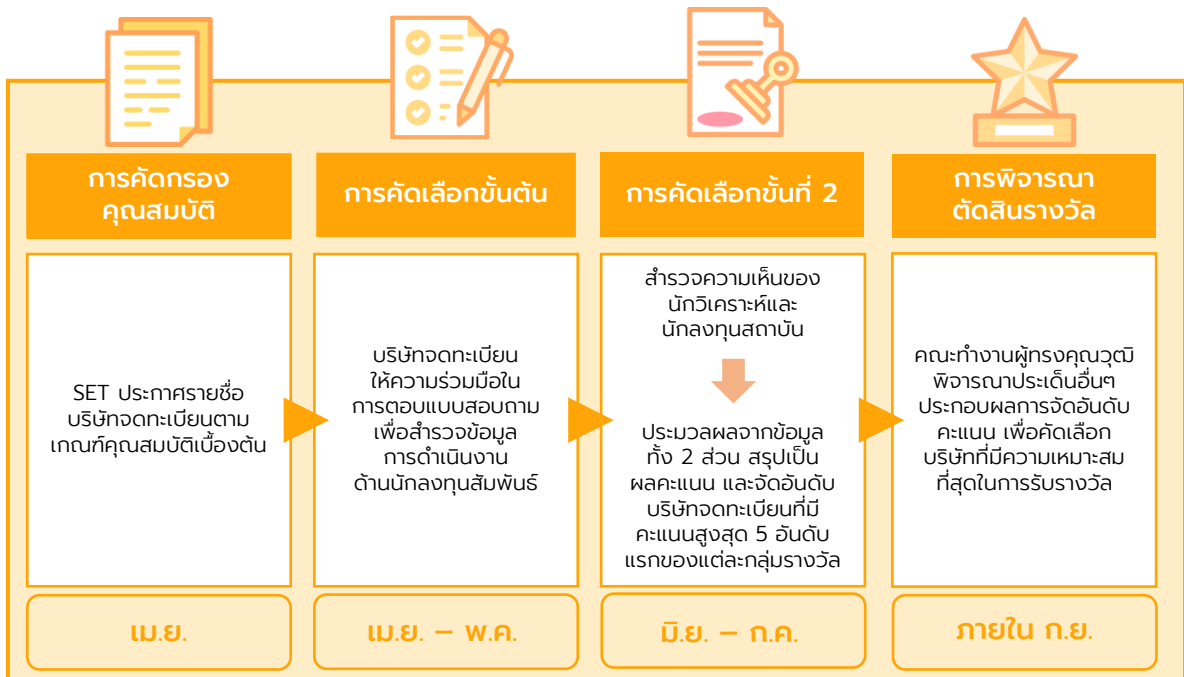 การคัดกรอง
คุณสมบัติ
การคัดเลือกขั้นต้น
การคัดเลือกขั้นที่ 2
การพิจารณา
ตัดสินรางวัล
SET ประกาศรายชื่อ
บริษัทจดทะเบียนตาม
เกณฑ์คุณสมบัติเบื้องต้น
บริษัทจดทะเบียน
ให้ความร่วมมือใน
การตอบแบบสอบถาม
เพื่อสำรวจข้อมูล
การดำเนินงาน
ด้านนักลงทุนสัมพันธ์
สำรวจความเห็นของ
นักวิเคราะห์และ
นักลงทุนสถาบัน
ประมวลผลจากข้อมูล
ทั้ง 2 ส่วน สรุปเป็น
ผลคะแนน และจัดอันดับ
บริษัทจดทะเบียนที่มี
คะแนนสูงสุด 5 อันดับ
แรกของแต่ละกลุ่มรางวัล
คณะทำงานผู้ทรงคุณวุฒิ
พิจารณาประเด็นอื่นๆ
ประกอบผลการจัดอันดับ
คะแนน เพื่อคัดเลือก
บริษัทที่มีความเหมาะสม
ที่สุดในการรับรางวัล
เม.ย.
เม.ย. – พ.ค.
มิ.ย. – ก.ค.
ภายใน ก.ย.